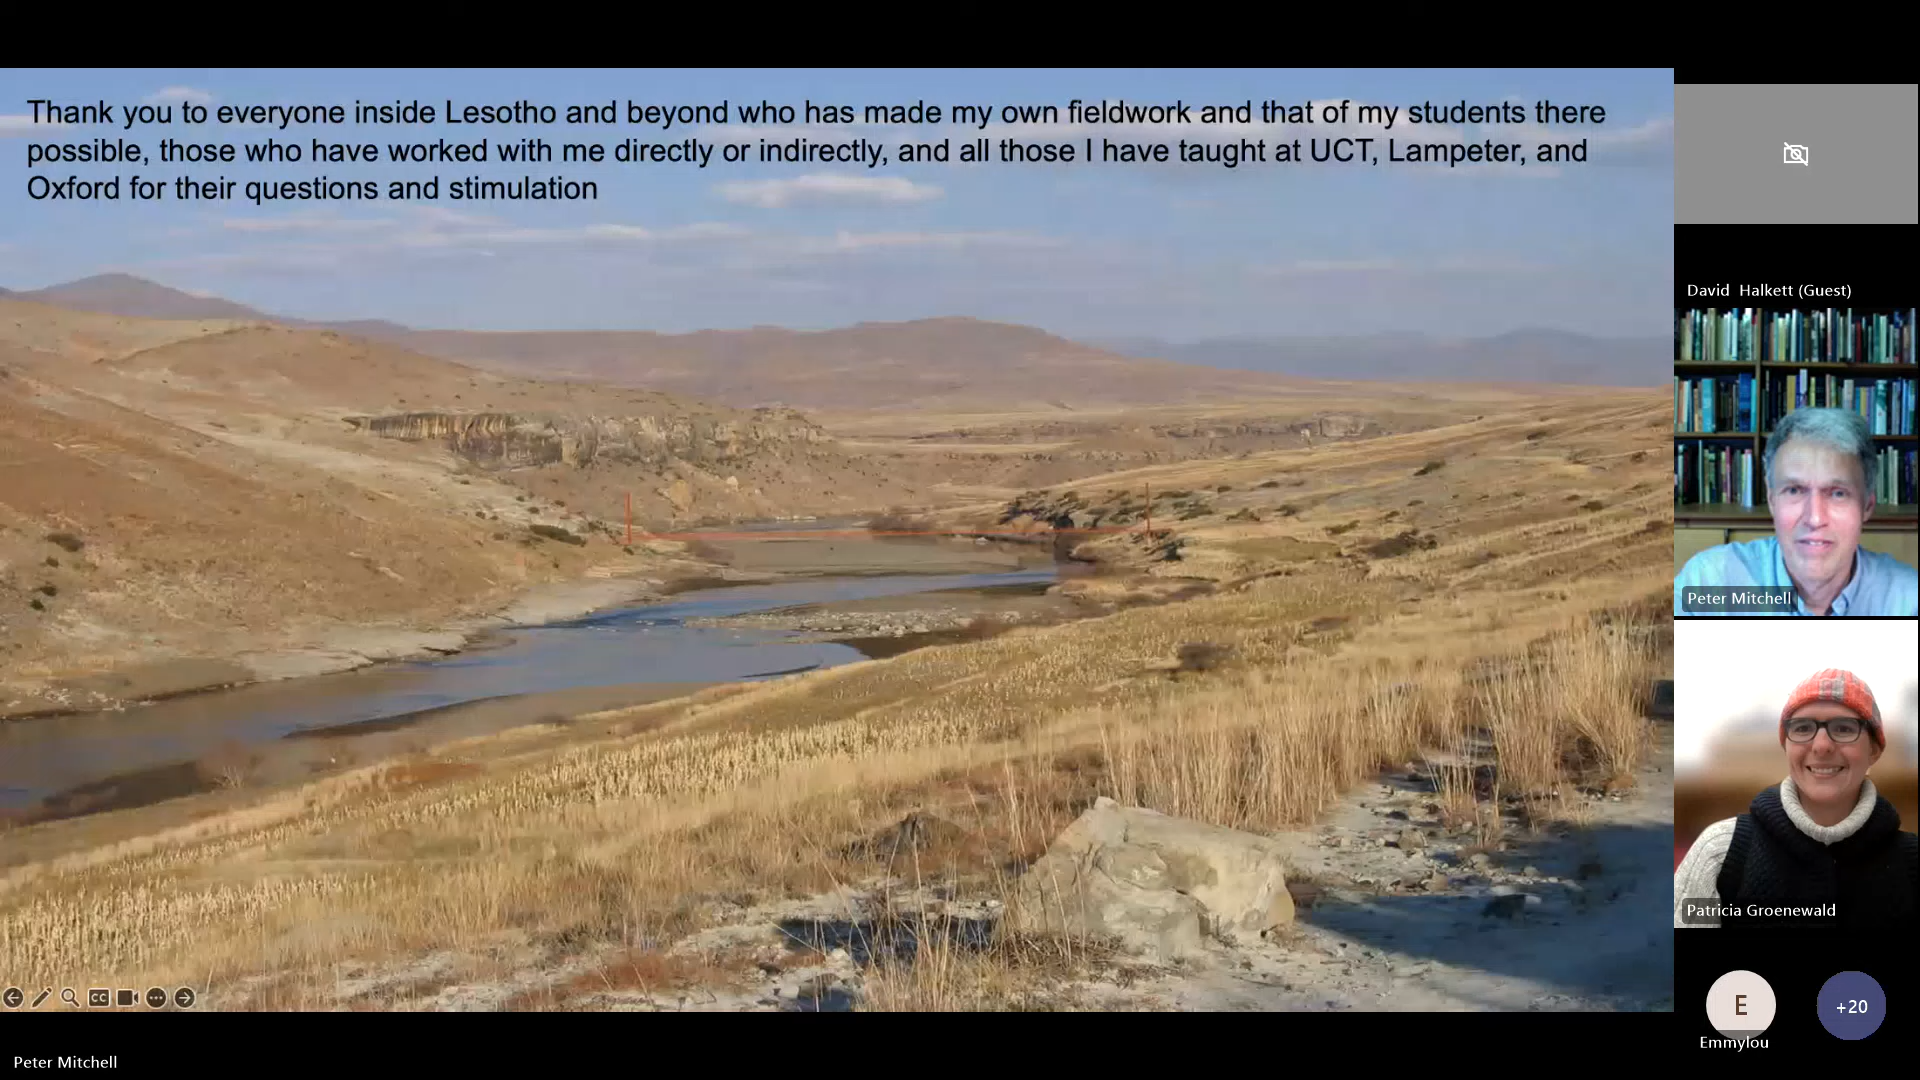 Thank you to everyone inside Lesotho and beyond who has made my own fieldwork and that of my students there
possible, those who have worked with me directly or indirectly, and all those I have taught at UCT, Lampeter, and
Oxford for their questions and stimulation
David Halkett (Guest)
Peter Mitchell
Patricia Groenewald
E
+20
Emmylou
CC
Peter Mitchell